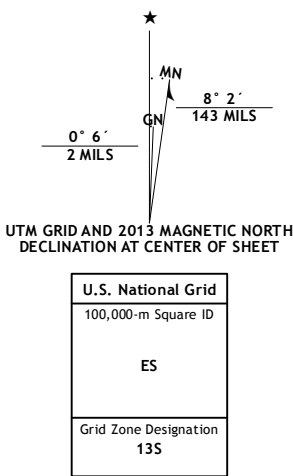 ★
MN
8° 2´
143 MILS
GN
0° 6´
2 MILS
UTM GRID AND 2013 MAGNETIC NORTH
DECLINATION AT CENTER OF SHEET
U.S. National Grid
100,000-m Square ID
ES
Grid Zone Designation
13S